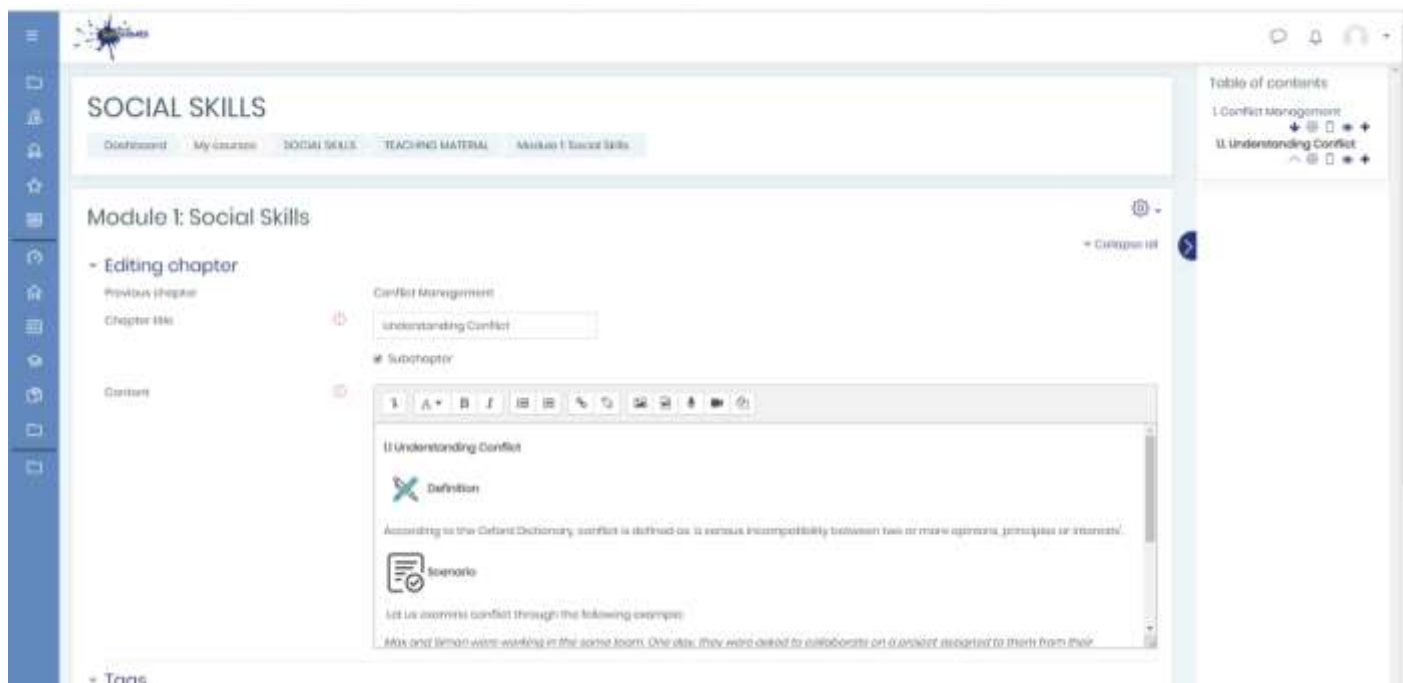 Table of contents
1. Conflict Management
1.1. Understanding Conflict
SOCIAL SKILLS
Dashboard My courses SOCIAL SKILLS TEACHING MATERIAL Module 1: Social Skills
Module 1: Social Skills
Collapse all
Editing chapter
Previous chapter Conflict Management
Chapter title Understanding Conflict
Subchapter
Content
A B I
1.1 Understanding Conflict
Definition
According to the Oxford Dictionary, conflict is defined as 'a serious incompatibility between two or more opinions, principles or interests'.
Scenario
Let us examine conflict through the following example:
Max and Simon were working in the same team. One day, they were asked to collaborate on a project assigned to them from their
Tags